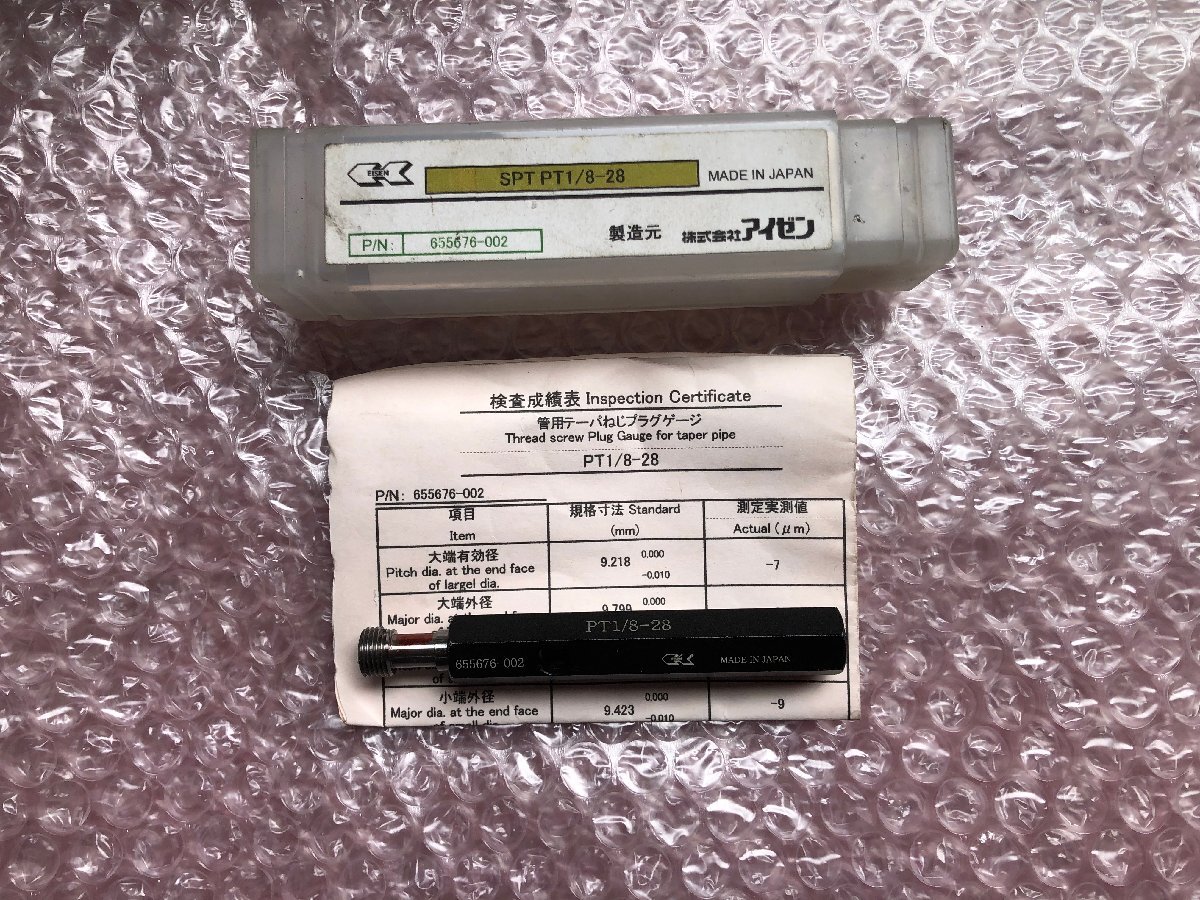 EISEN
SPT PT1/8-28
MADE IN JAPAN
P/N: 655676-002
製造元 株式会社アイゼン
検査成績表 Inspection Certificate
管用テーパねじプラグゲージ
Thread screw Plug Gauge for taper pipe
PT1/8-28
P/N: 655676-002
項目 規格寸法 Standard 測定実測値
Item (mm) Actual (μm)
大端有効径 9.218 0.000 -7
Pitch dia. at the end face -0.010
of largel dia.
大端外径 9.799 0.000
Major dia.
PT1/8-28
655676-002 MADE IN JAPAN
小端外径 9.423 0.000 -9
Major dia. at the end face -0.010